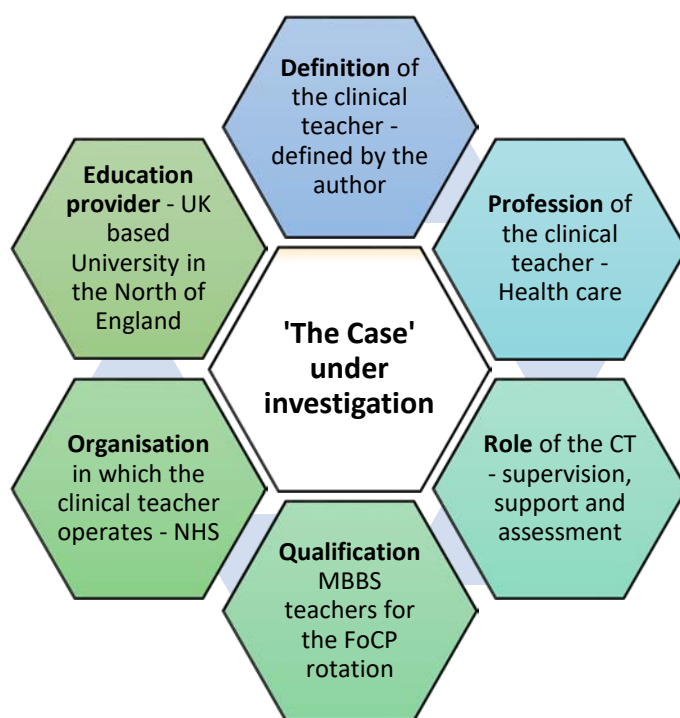 Definition of
the clinical
teacher -
defined by the
author
Education
provider - UK
based
University in
the North of
England
Profession of
the clinical
teacher -
Health care
'The Case'
under
investigation
Organisation
in which the
clinical teacher
operates - NHS
Role of the CT
- supervision,
support and
assessment
Qualification
MBBS
teachers for
the FoCP
rotation